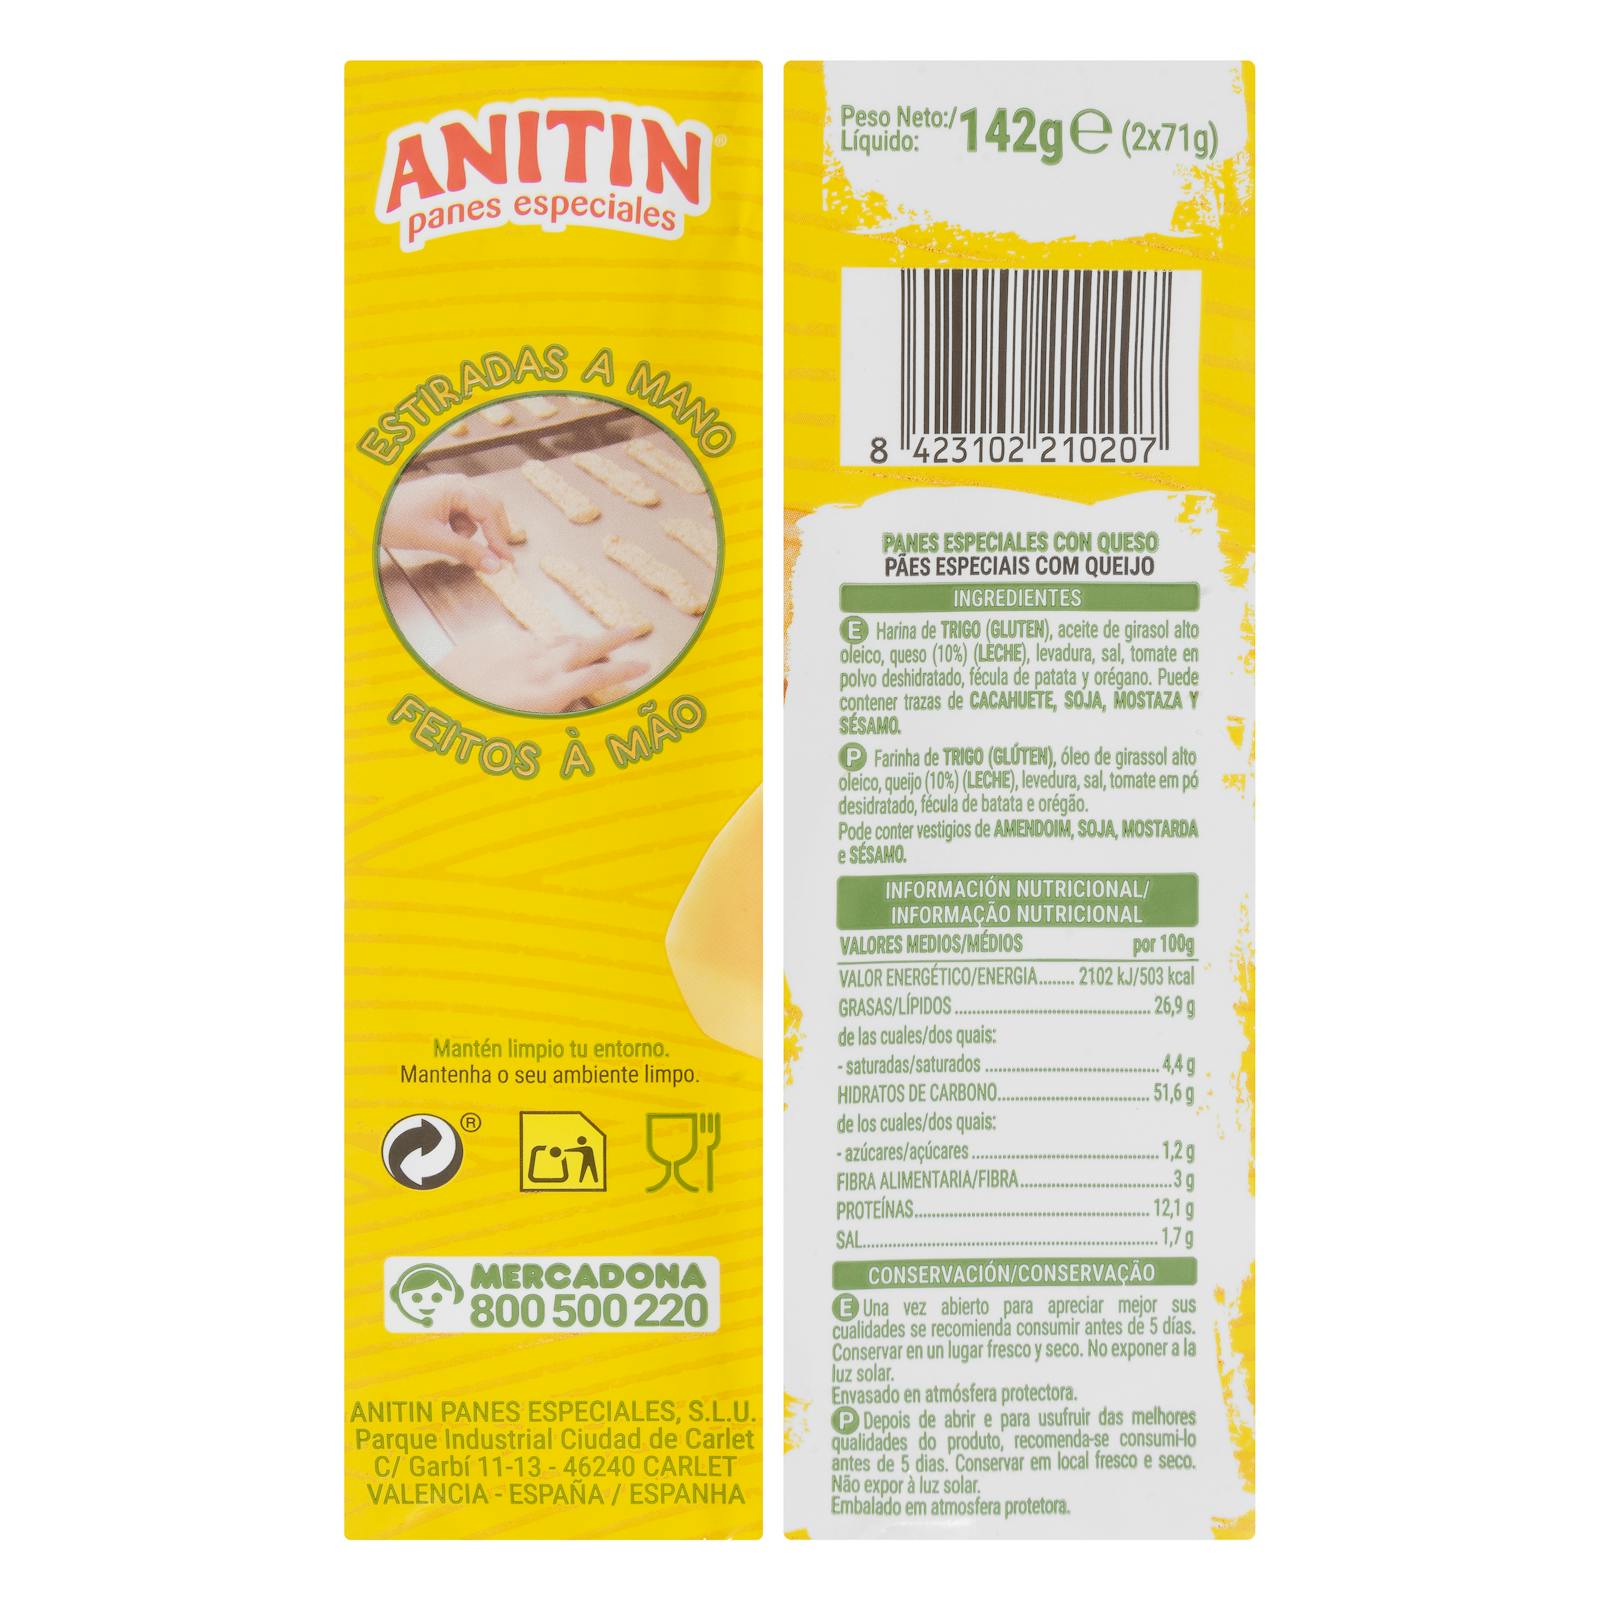 ANITIN®
panes especiales
ESTIRADAS A MANO
FEITOS À MÃO
Mantén limpio tu entorno.
Mantenha o seu ambiente limpo.
®
MERCADONA
800 500 220
ANITIN PANES ESPECIALES, S.L.U.
Parque Industrial Ciudad de Carlet
C/ Garbí 11-13 - 46240 CARLET
VALENCIA - ESPAÑA / ESPANHA
Peso Neto:/
Líquido:
142g e (2x71g)
8 423102 210207
PANES ESPECIALES CON QUESO
PÃES ESPECIAIS COM QUEIJO
INGREDIENTES
E Harina de TRIGO (GLUTEN), aceite de girasol alto
oleico, queso (10%) (LECHE), levadura, sal, tomate en
polvo deshidratado, fécula de patata y orégano. Puede
contener trazas de CACAHUETE, SOJA, MOSTAZA Y
SÉSAMO.
P Farinha de TRIGO (GLÚTEN), óleo de girassol alto
oleico, queijo (10%) (LECHE), levedura, sal, tomate em pó
desidratado, fécula de batata e orégão.
Pode conter vestigios de AMENDOIM, SOJA, MOSTARDA
e SÉSAMO.
INFORMACIÓN NUTRICIONAL/
INFORMAÇÃO NUTRICIONAL
VALORES MEDIOS/MÉDIOS por 100g
VALOR ENERGÉTICO/ENERGIA........ 2102 kJ/503 kcal
GRASAS/LÍPIDOS ................ 26,9 g
de las cuales/dos quais:
- saturadas/saturados ................ 4,4 g
HIDRATOS DE CARBONO................ 51,6 g
de los cuales/dos quais:
- azúcares/açúcares ................ 1,2 g
FIBRA ALIMENTARIA/FIBRA................ 3 g
PROTEÍNAS................ 12,1 g
SAL................ 1,7 g
CONSERVACIÓN/CONSERVAÇÃO
E Una vez abierto para apreciar mejor sus
cualidades se recomienda consumir antes de 5 días.
Conservar en un lugar fresco y seco. No exponer a la
luz solar.
Envasado en atmósfera protectora.
P Depois de abrir e para usufruir das melhores
qualidades do produto, recomenda-se consumi-lo
antes de 5 dias. Conservar em local fresco e seco.
Não expor à luz solar.
Embalado em atmosfera protetora.